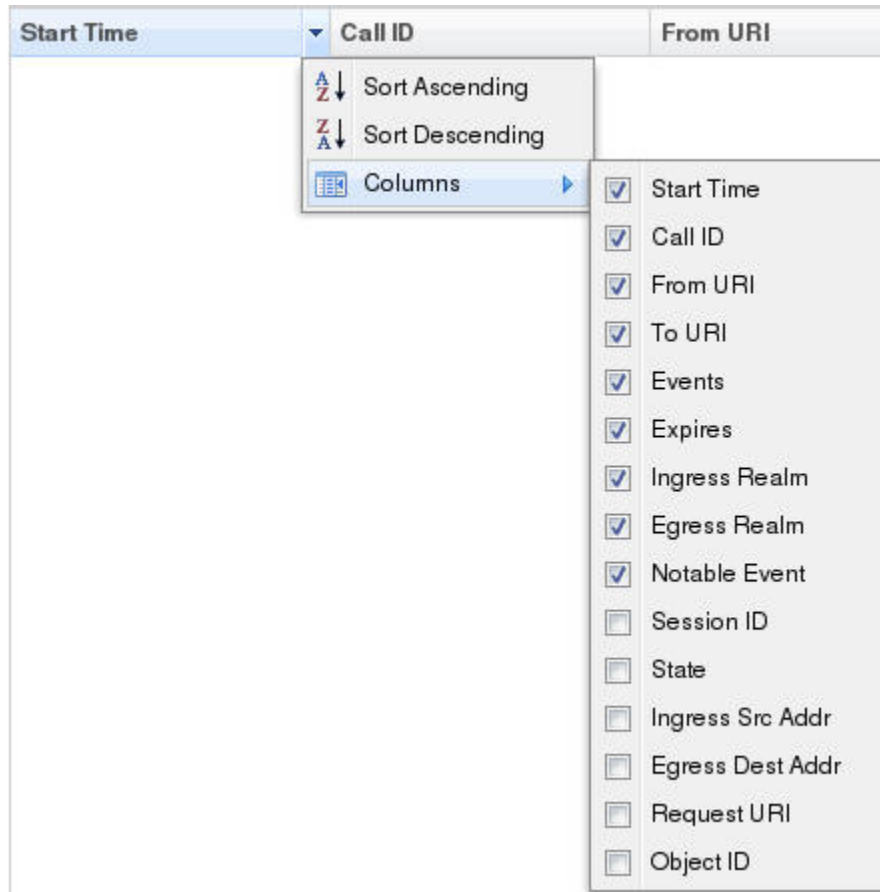 Start Time Call ID From URI
Sort Ascending
Sort Descending
Columns
Start Time
Call ID
From URI
To URI
Events
Expires
Ingress Realm
Egress Realm
Notable Event
Session ID
State
Ingress Src Addr
Egress Dest Addr
Request URI
Object ID